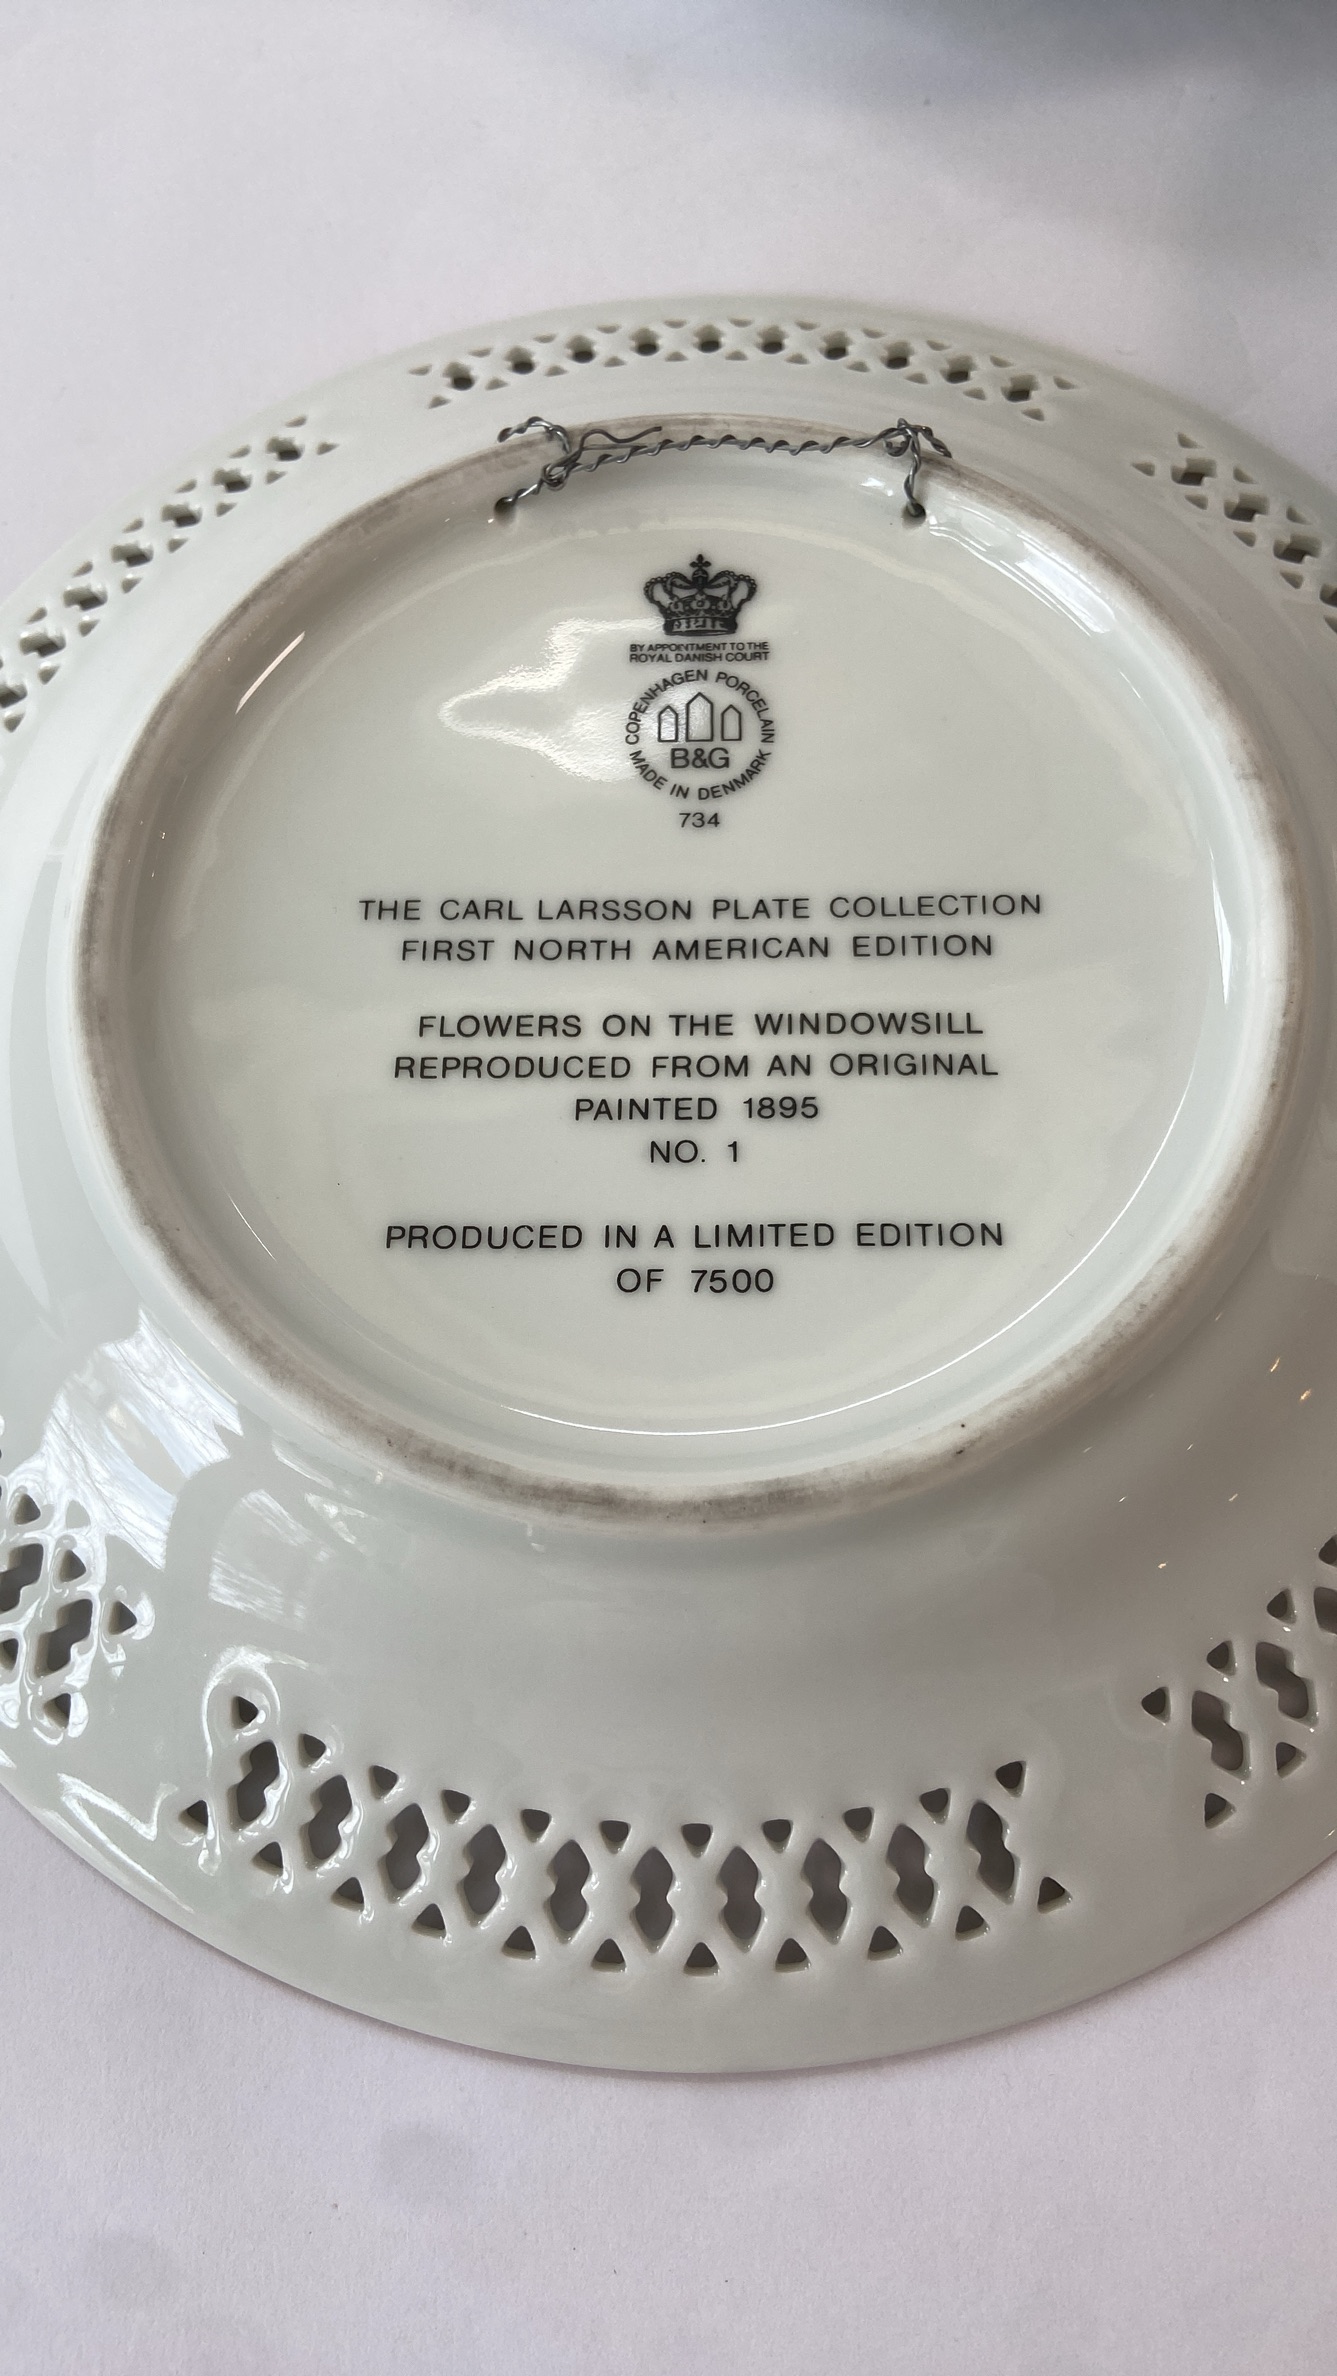 BY APPOINTMENT TO THE
ROYAL DANISH COURT
COPENHAGEN PORCELAIN
B&G
MADE IN DENMARK
734
THE CARL LARSSON PLATE COLLECTION
FIRST NORTH AMERICAN EDITION
FLOWERS ON THE WINDOWSILL
REPRODUCED FROM AN ORIGINAL
PAINTED 1895
NO. 1
PRODUCED IN A LIMITED EDITION
OF 7500